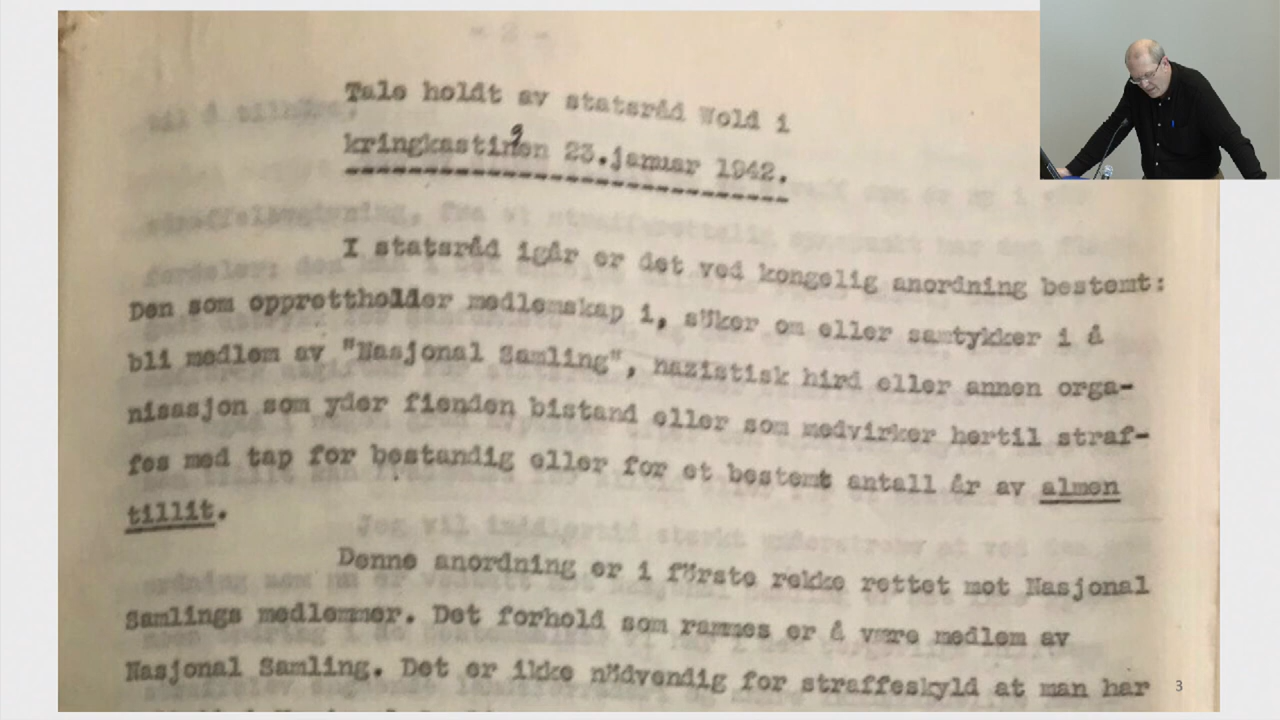 - 2 -
Tale holdt av statsråd Wold i
kringkastingen 23.januar 1942.
I statsråd igår er det ved kongelig anordning bestemt:
Den som opprettholder medlemskap i, söker om eller samtykker i å
bli medlem av "Nasjonal Samling", nazistisk hird eller annen orga-
nisasjon som yder fienden bistand eller som medvirker hertil straf-
fes med tap for bestandig eller for et bestemt antall år av almen
tillit.
Denne anordning er i förste rekke rettet mot Nasjonal
Samlings medlemmer. Det forhold som rammes er å være medlem av
Nasjonal Samling. Det er ikke nödvendig for straffeskyld at man har
3